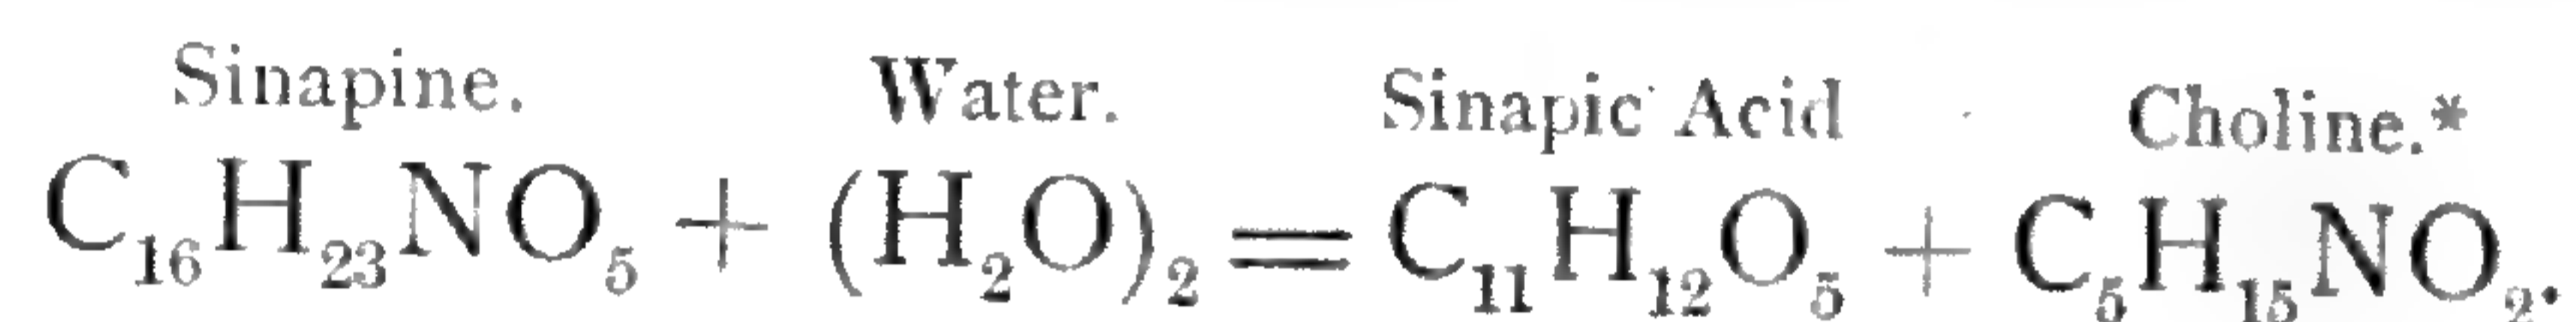 Sinapine. Water. Sinapic Acid Choline.*
C₁₆H₂₃NO₅ + (H₂O)₂ = C₁₁H₁₂O₅ + C₅H₁₅NO₂.